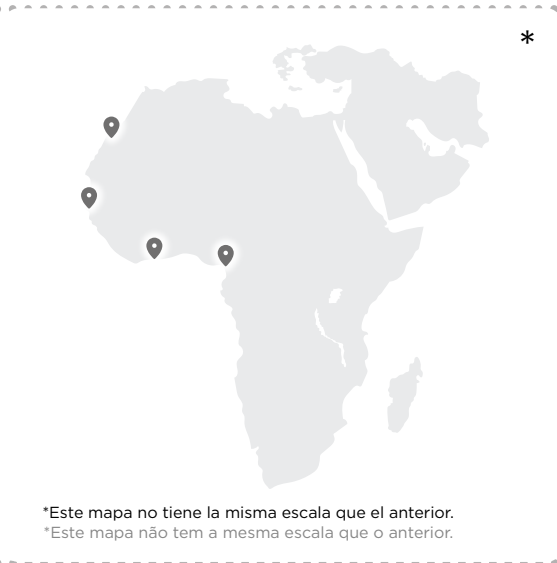 *
*Este mapa no tiene la misma escala que el anterior.
*Este mapa não tem a mesma escala que o anterior.